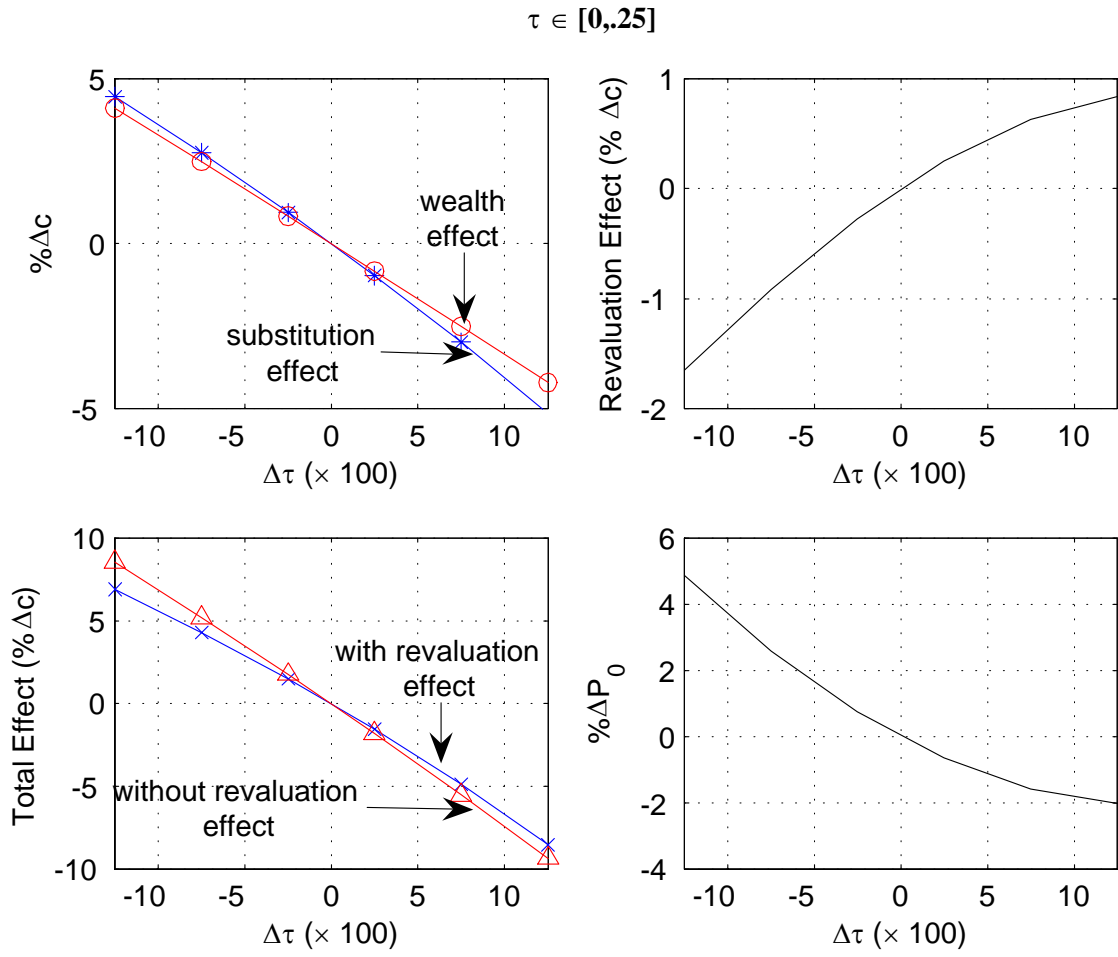 τ ∈ [0,.25]
5
0
-5
%Δc
wealth
effect
substitution
effect
-10
-5
0
5
10
Δτ (× 100)
1
0
-1
-2
Revaluation Effect (% Δc)
-10
-5
0
5
10
Δτ (× 100)
10
5
0
-5
-10
Total Effect (% Δc)
with revaluation
effect
without revaluation
effect
-10
-5
0
5
10
Δτ (× 100)
6
4
2
0
-2
-4
%ΔP_0
-10
-5
0
5
10
Δτ (× 100)